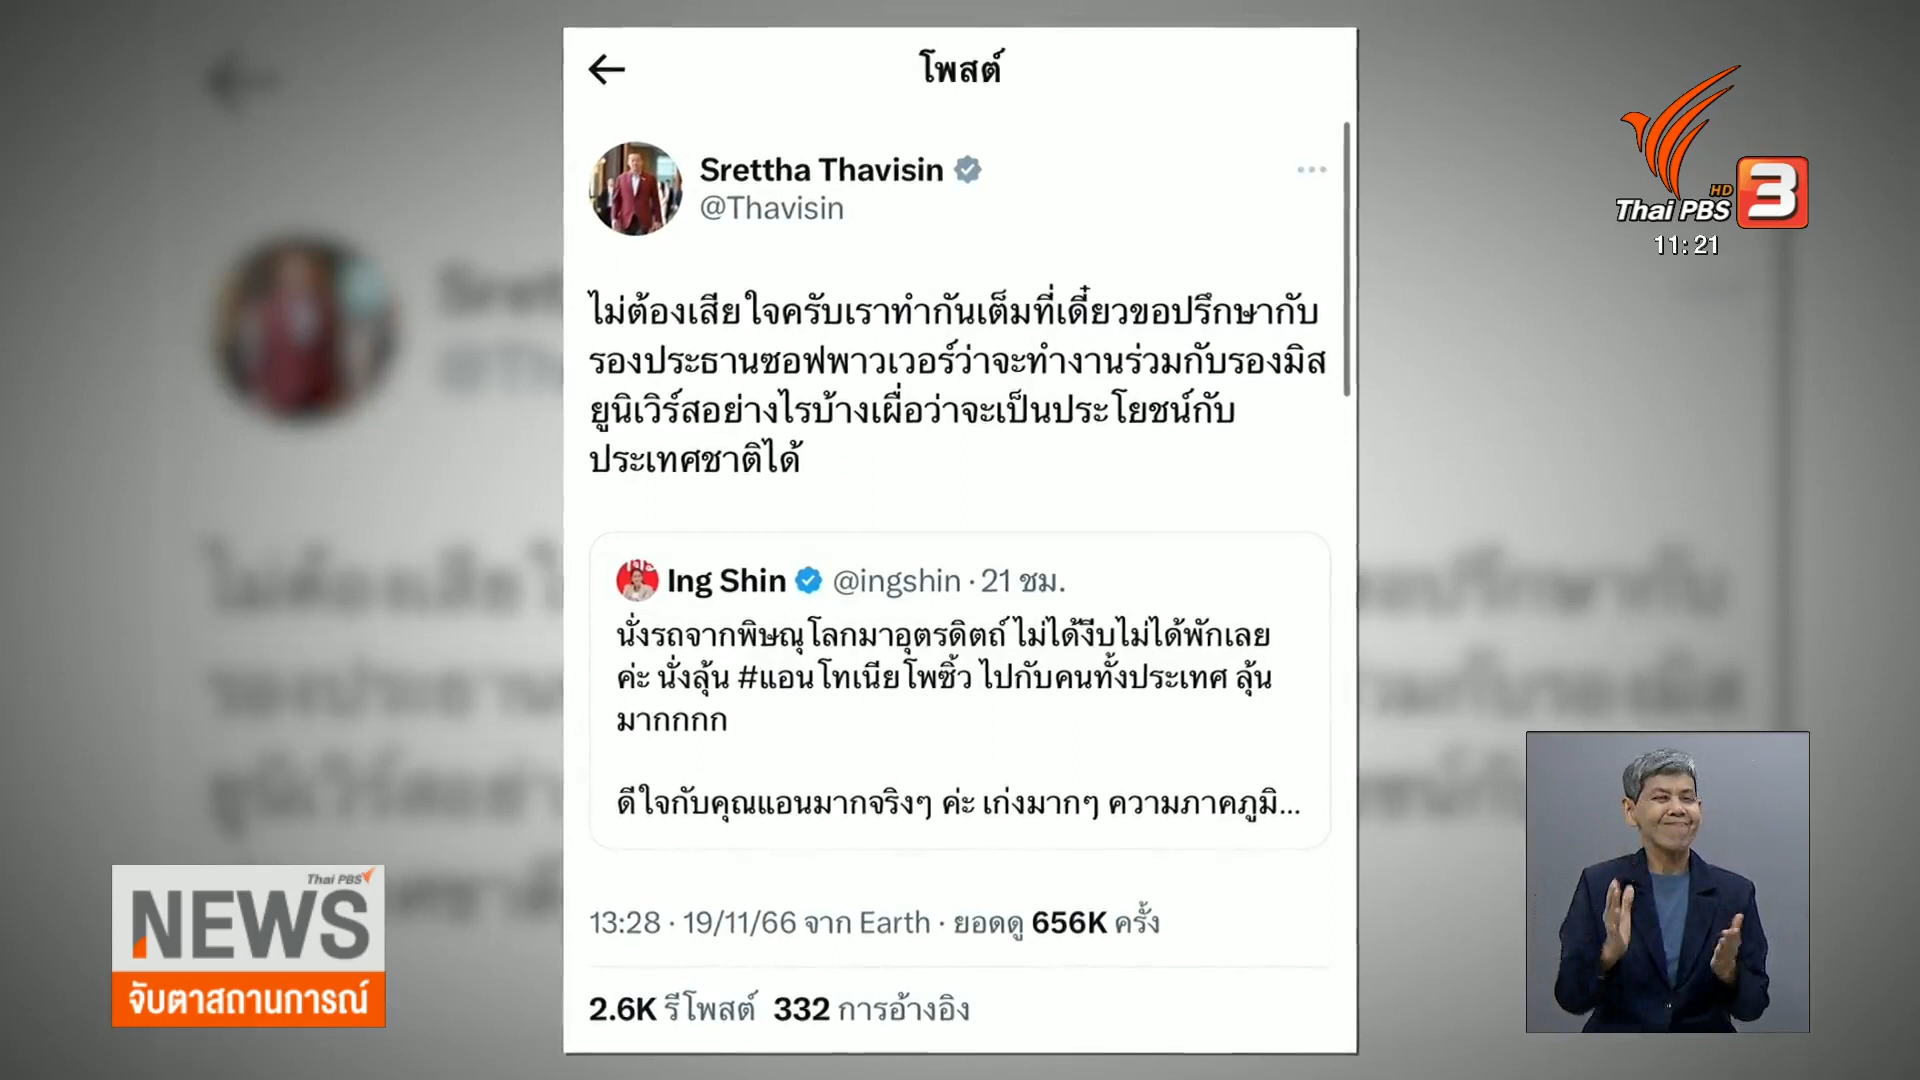 โพสต์
Srettha Thavisin
@Thavisin
ไม่ต้องเสียใจครับเราทำกันเต็มที่เดี๋ยวขอปรึกษากับ
รองประธานซอฟพาวเวอร์ว่าจะทำงานร่วมกับรองมิส
ยูนิเวิร์สอย่างไรบ้างเผื่อว่าจะเป็นประโยชน์กับ
ประเทศชาติได้
Ing Shin @ingshin · 21 ชม.
นั่งรถจากพิษณุโลกมาอุตรดิตถ์ ไม่ได้งีบไม่ได้พักเลย
ค่ะ นั่งลุ้น #แอนโทเนียโพซิ้ว ไปกับคนทั้งประเทศ ลุ้น
มากกกก
ดีใจกับคุณแอนมากจริงๆ ค่ะ เก่งมากๆ ความภาคภูมิ...
13:28 · 19/11/66 จาก Earth · ยอดดู 656K ครั้ง
2.6K รีโพสต์ 332 การอ้างอิง
Thai PBS HD 3
11:21
Thai PBS
NEWS
จับตาสถานการณ์